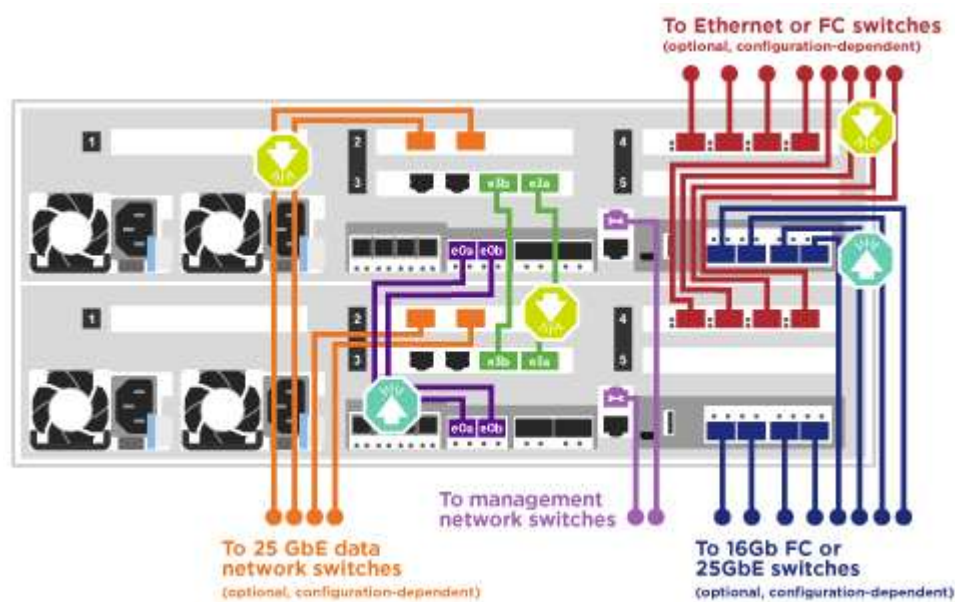 To Ethernet or FC switches
(optional, configuration-dependent)
1
2
4
3
e3b
e3a
5
e0a
e0b
1
2
4
3
e3b
e3a
5
e0a
e0b
To management
network switches
To 25 GbE data
network switches
(optional, configuration-dependent)
To 16Gb FC or
25GbE switches
(optional, configuration-dependent)